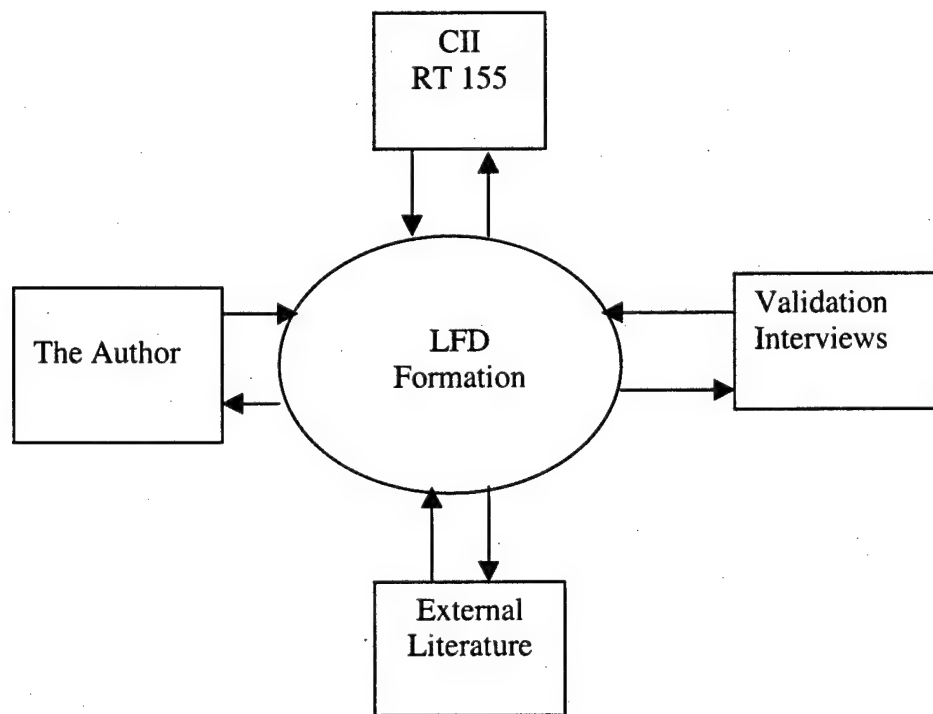 CII
RT 155
The Author
LFD
Formation
Validation
Interviews
External
Literature